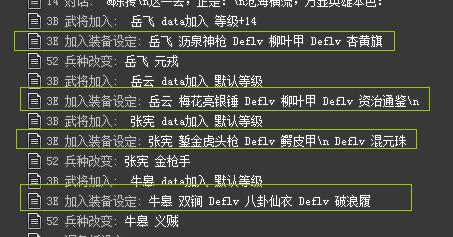 14 对话: &陈抟\n这一去，正是：\n沧海横流，方显英雄本色！
3B 武将加入: 岳飞 data加入 等级+14
3E 加入装备设定: 岳飞 沥泉神枪 Deflv 柳叶甲 Deflv 杏黄旗
52 兵种改变: 岳飞 元戎
3B 武将加入: 岳云 data加入 默认等级
3E 加入装备设定: 岳云 梅花亮银锤 Deflv 柳叶甲 Deflv 资治通鉴\n
3B 武将加入: 张宪 data加入 默认等级
3E 加入装备设定: 张宪 錾金虎头枪 Deflv 鳄皮甲\n Deflv 混元珠
52 兵种改变: 张宪 金枪手
3B 武将加入: 牛皋 data加入 默认等级
3E 加入装备设定: 牛皋 双锏 Deflv 八卦仙衣 Deflv 破浪履
52 兵种改变: 牛皋 义贼